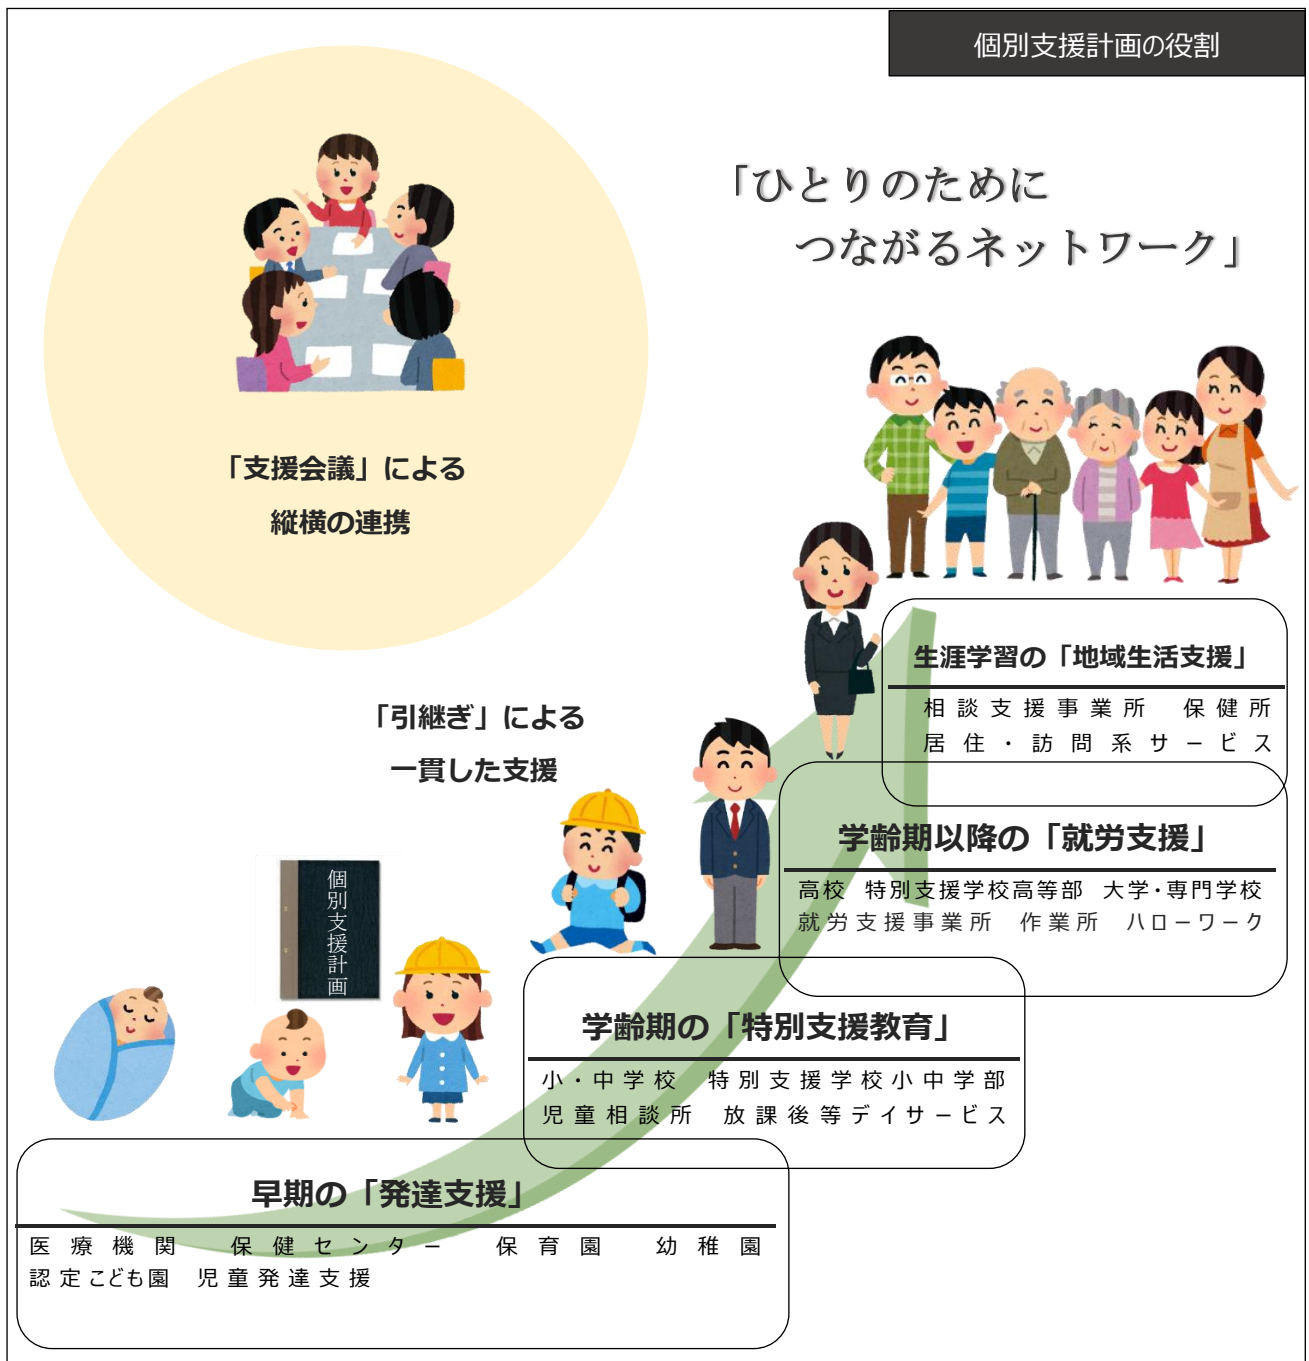 個別支援計画の役割
「ひとりのために
つながるネットワーク」
「支援会議」による
縦横の連携
生涯学習の「地域生活支援」
相談支援事業所 保健所
居住・訪問系サービス
「引継ぎ」による
一貫した支援
学齢期以降の「就労支援」
高校 特別支援学校高等部 大学・専門学校
就労支援事業所 作業所 ハローワーク
個別支援計画
学齢期の「特別支援教育」
小・中学校 特別支援学校小中学部
児童相談所 放課後等デイサービス
早期の「発達支援」
医療機関 保健センター 保育園 幼稚園
認定こども園 児童発達支援